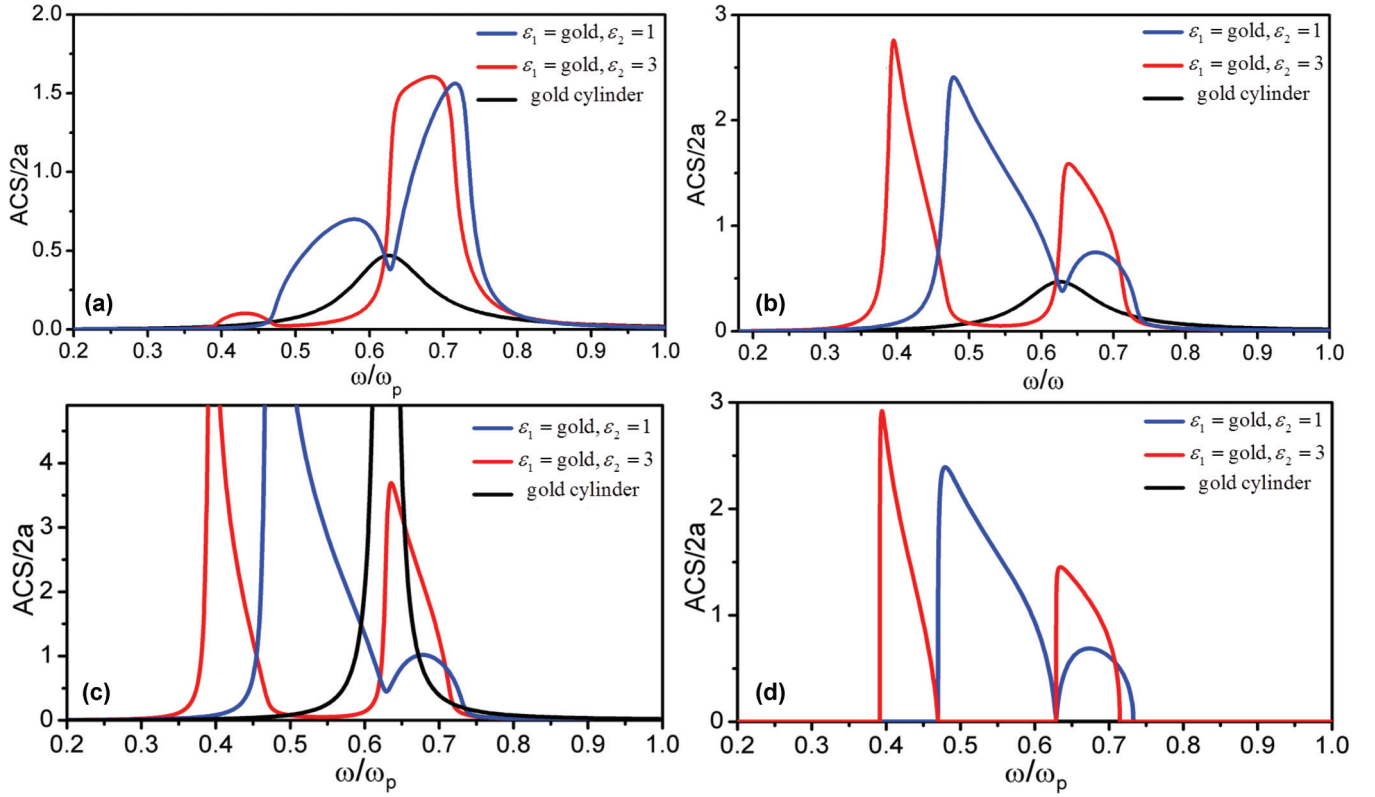 2.0
1.5
1.0
0.5
0.0
ACS/2a
ε₁ = gold, ε₂ = 1
ε₁ = gold, ε₂ = 3
gold cylinder
(a)
0.2 0.3 0.4 0.5 0.6 0.7 0.8 0.9 1.0
ω/ωp
3
2
1
0
ACS/2a
ε₁ = gold, ε₂ = 1
ε₁ = gold, ε₂ = 3
gold cylinder
(b)
0.2 0.3 0.4 0.5 0.6 0.7 0.8 0.9 1.0
ω/ω
4
3
2
1
0
ACS/2a
ε₁ = gold, ε₂ = 1
ε₁ = gold, ε₂ = 3
gold cylinder
(c)
0.2 0.3 0.4 0.5 0.6 0.7 0.8 0.9 1.0
ω/ωp
3
2
1
0
ACS/2a
ε₁ = gold, ε₂ = 1
ε₁ = gold, ε₂ = 3
gold cylinder
(d)
0.2 0.3 0.4 0.5 0.6 0.7 0.8 0.9 1.0
ω/ωp